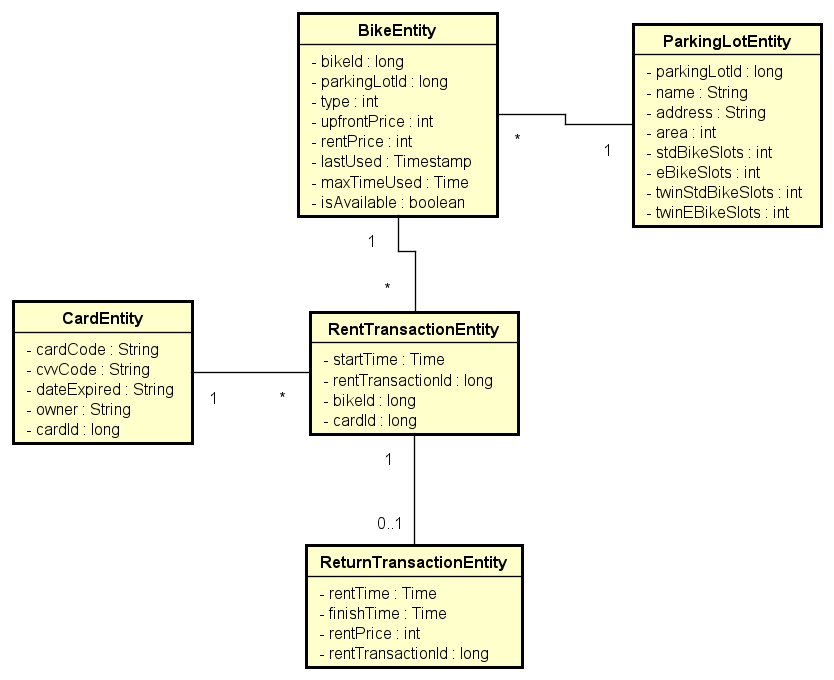 BikeEntity
- bikeId : long
- parkingLotId : long
- type : int
- upfrontPrice : int
- rentPrice : int
- lastUsed : Timestamp
- maxTimeUsed : Time
- isAvailable : boolean
ParkingLotEntity
- parkingLotId : long
- name : String
- address : String
- area : int
- stdBikeSlots : int
- eBikeSlots : int
- twinStdBikeSlots : int
- twinEBikeSlots : int
*
1
1
*
CardEntity
- cardCode : String
- cvvCode : String
- dateExpired : String
- owner : String
- cardId : long
1
*
RentTransactionEntity
- startTime : Time
- rentTransactionId : long
- bikeId : long
- cardId : long
1
0..1
ReturnTransactionEntity
- rentTime : Time
- finishTime : Time
- rentPrice : int
- rentTransactionId : long